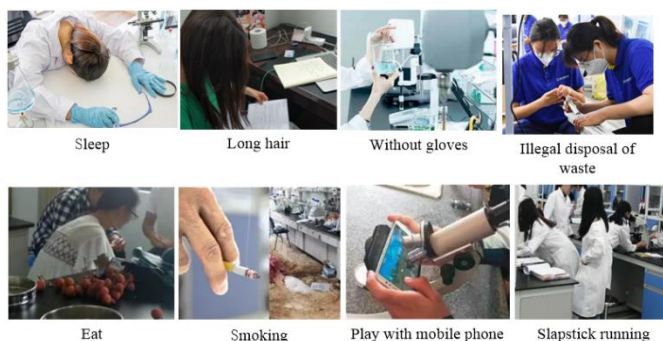 Sleep
Long hair
Without gloves
Illegal disposal of
waste
Eat
Smoking
Play with mobile phone
Slapstick running